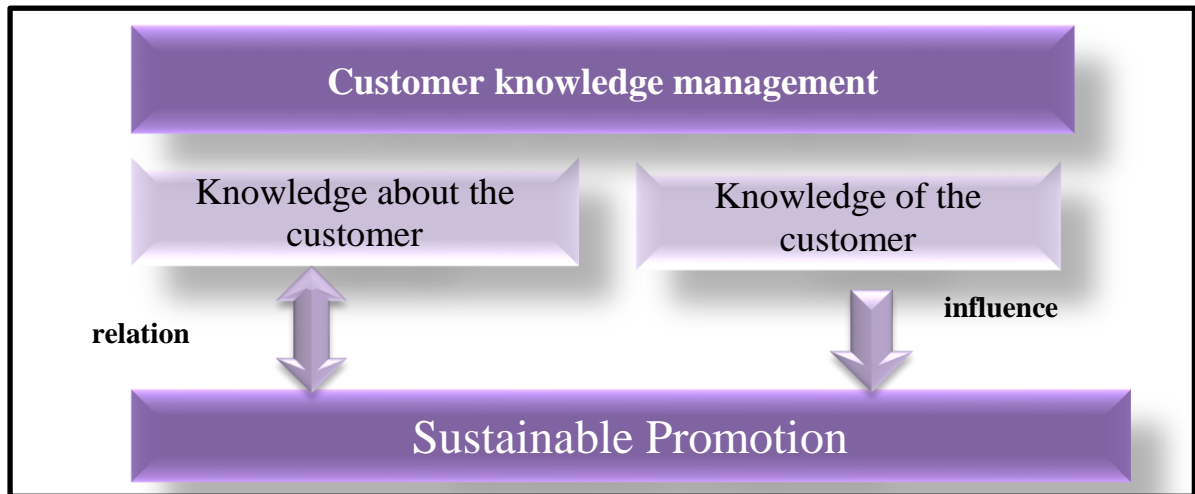 Customer knowledge management
Knowledge about the
customer
Knowledge of the
customer
relation
influence
Sustainable Promotion